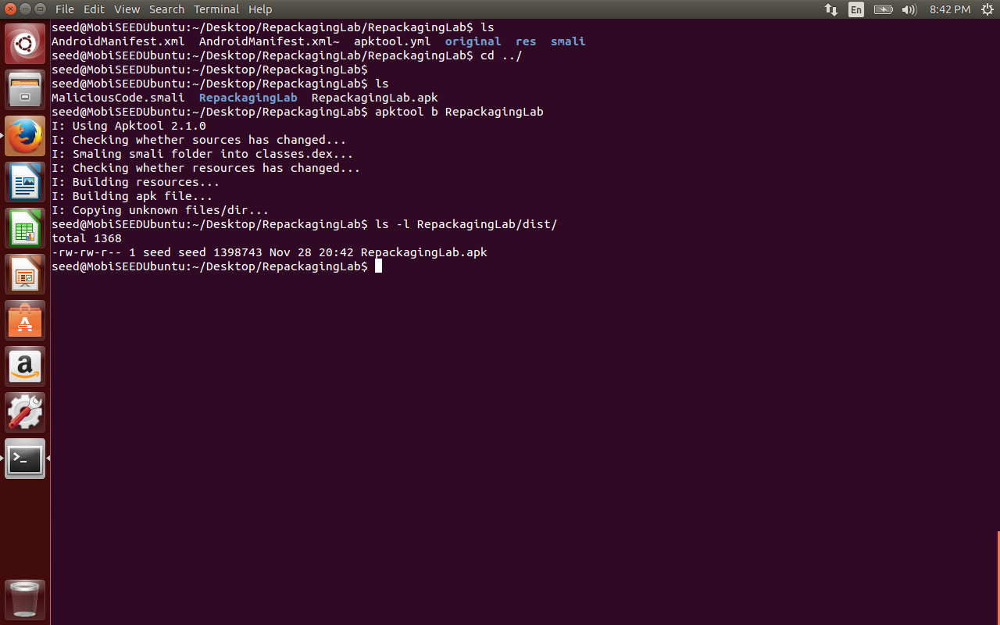 File Edit View Search Terminal Help En 8:42 PM
seed@MobiSEEDUbuntu:~/Desktop/RepackagingLab/RepackagingLab$ ls
AndroidManifest.xml  AndroidManifest.xml~  apktool.yml  original  res  smali
seed@MobiSEEDUbuntu:~/Desktop/RepackagingLab/RepackagingLab$ cd ../
seed@MobiSEEDUbuntu:~/Desktop/RepackagingLab$
seed@MobiSEEDUbuntu:~/Desktop/RepackagingLab$ ls
MaliciousCode.smali  RepackagingLab  RepackagingLab.apk
seed@MobiSEEDUbuntu:~/Desktop/RepackagingLab$ apktool b RepackagingLab
I: Using Apktool 2.1.0
I: Checking whether sources has changed...
I: Smaling smali folder into classes.dex...
I: Checking whether resources has changed...
I: Building resources...
I: Building apk file...
I: Copying unknown files/dir...
seed@MobiSEEDUbuntu:~/Desktop/RepackagingLab$ ls -l RepackagingLab/dist/
total 1368
-rw-rw-r-- 1 seed seed 1398743 Nov 28 20:42 RepackagingLab.apk
seed@MobiSEEDUbuntu:~/Desktop/RepackagingLab$
A
a
>_